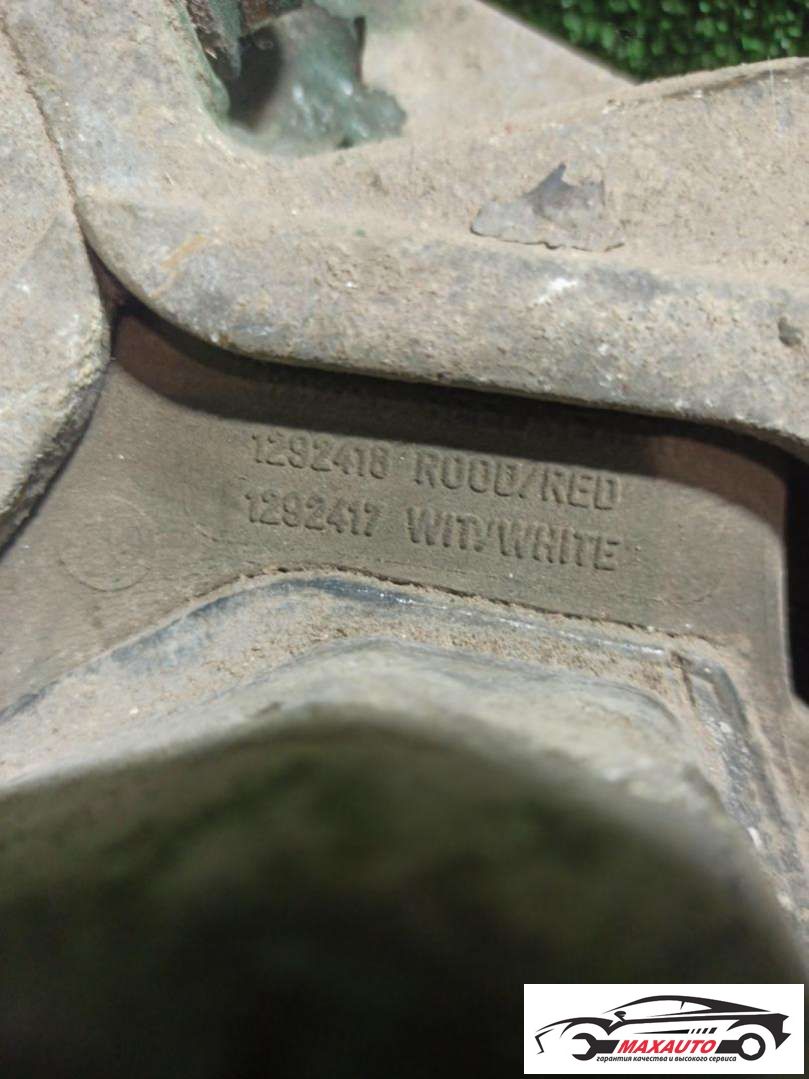 1292418 ROOD/RED
1292417 WIT/WHITE
MAXAUTO
гарантия качества и высокого сервиса